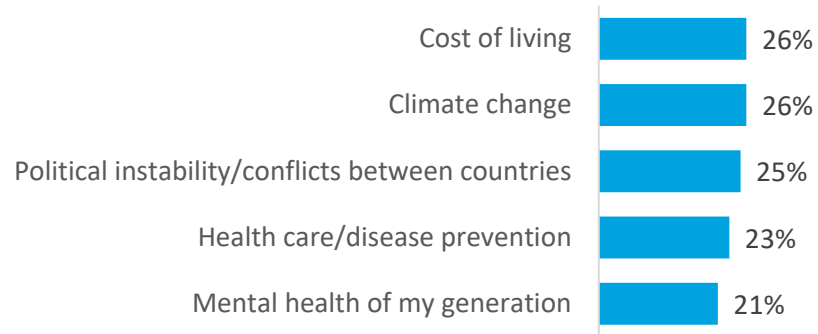 Cost of living 26%
Climate change 26%
Political instability/conflicts between countries 25%
Health care/disease prevention 23%
Mental health of my generation 21%